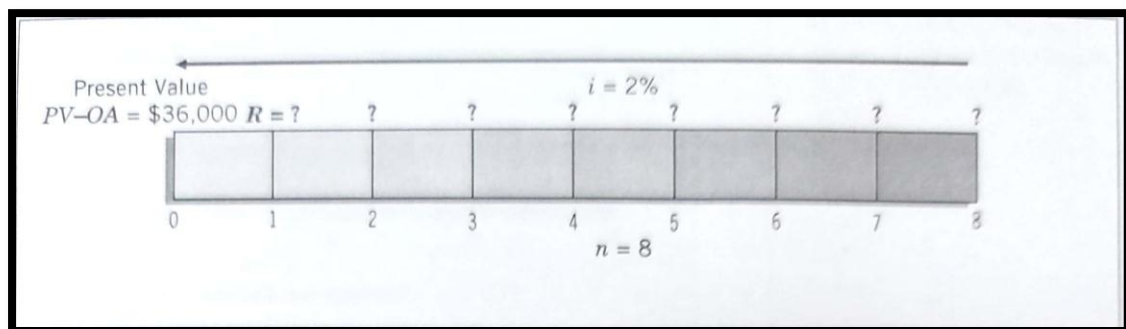 Present Value
i = 2%
PV–OA = $36,000 R = ? ? ? ? ? ? ? ?
0 1 2 3 4 5 6 7 8
n = 8